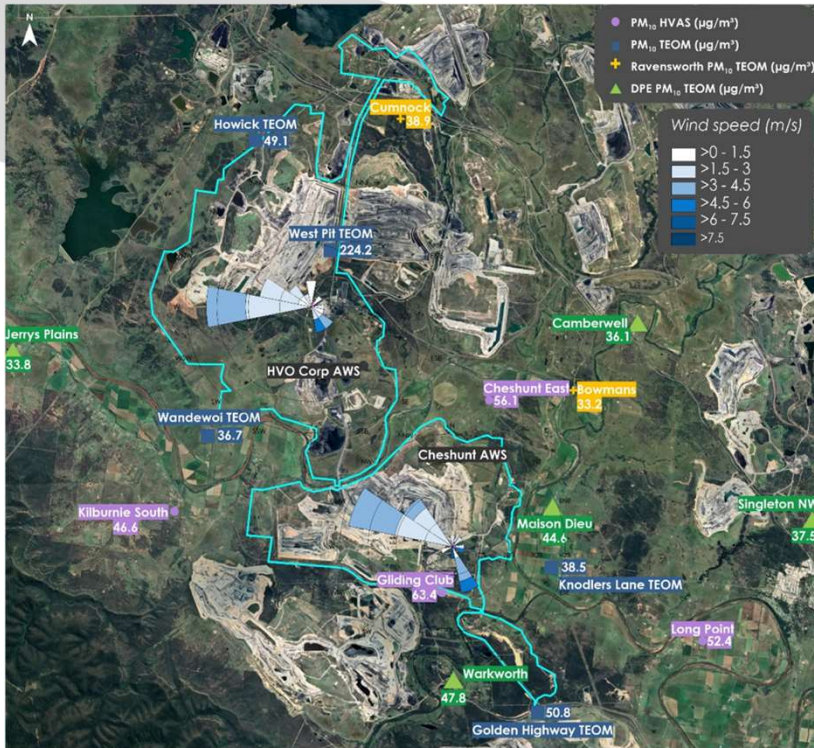 N
PM₁₀ HVAS (µg/m³)
PM₁₀ TEOM (µg/m³)
Ravensworth PM₁₀ TEOM (µg/m³)
DPE PM₁₀ TEOM (µg/m³)
Wind speed (m/s)
>0 - 1.5
>1.5 - 3
>3 - 4.5
>4.5 - 6
>6 - 7.5
>7.5
Cumnock
38.9
Howick TEOM
49.1
West Pit TEOM
224.2
Camberwell
36.1
Jerrys Plains
33.8
HVO Corp AWS
Cheshunt East
56.1
Bowmans
33.2
Wandewoi TEOM
36.7
Cheshunt AWS
Kilburnie South
46.6
Maison Dieu
44.6
Singleton NW
37.5
38.5
Knodlers Lane TEOM
Gliding Club
63.4
Long Point
52.4
Warkworth
47.8
50.8
Golden Highway TEOM